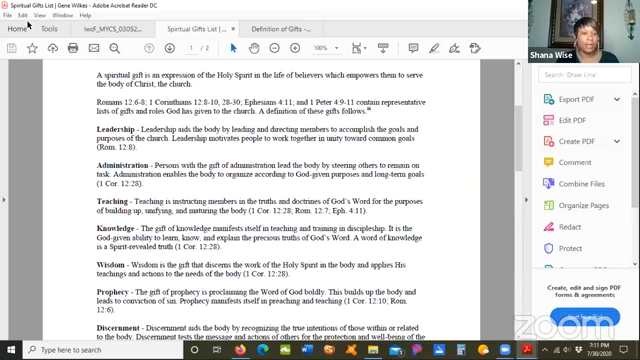 Spiritual Gifts List | Gene Wilkes - Adobe Acrobat Reader DC
File Edit View Window Help
Home Tools lwcF_MYCS_03052... Spiritual Gifts List | ... × Definition of Gifts -...
1 / 2 100%
Shana Wise
A spiritual gift is an expression of the Holy Spirit in the life of believers which empowers them to serve
the body of Christ, the church.
Romans 12:6-8; 1 Corinthians 12:8-10, 28-30; Ephesians 4:11; and 1 Peter 4:9-11 contain representative
lists of gifts and roles God has given to the church. A definition of these gifts follows.
Leadership - Leadership aids the body by leading and directing members to accomplish the goals and
purposes of the church. Leadership motivates people to work together in unity toward common goals
(Rom. 12:8).
Administration - Persons with the gift of administration lead the body by steering others to remain on
task. Administration enables the body to organize according to God-given purposes and long-term goals
(1 Cor. 12:28).
Teaching - Teaching is instructing members in the truths and doctrines of God's Word for the purposes
of building up, unifying, and maturing the body (1 Cor. 12:28; Rom. 12:7; Eph. 4:11).
Knowledge - The gift of knowledge manifests itself in teaching and training in discipleship. It is the
God-given ability to learn, know, and explain the precious truths of God's Word. A word of knowledge
is a Spirit-revealed truth (1 Cor. 12:28).
Wisdom - Wisdom is the gift that discerns the work of the Holy Spirit in the body and applies His
teachings and actions to the needs of the body (1 Cor. 12:28).
Prophecy - The gift of prophecy is proclaiming the Word of God boldly. This builds up the body and
leads to conviction of sin. Prophecy manifests itself in preaching and teaching (1 Cor. 12:10; Rom.
12:6).
Discernment - Discernment aids the body by recognizing the true intentions of those within or related
to the body. Discernment tests the message and actions of others for the protection and well-being of the
Export PDF
Edit PDF
Create PDF
Comment
Combine Files
Organize Pages
Redact
Protect
Create, edit and sign PDF
forms & agreements
zoom
Type here to search
7:11 PM
7/30/2020